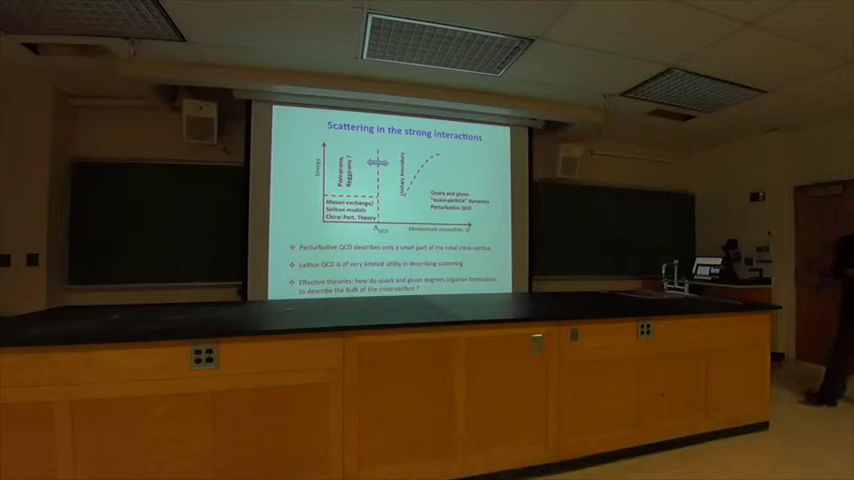 Scattering in the strong interactions
Energy
Pomerons,
Reggeons ?
Unitary boundary
Meson exchange/
Soliton models
Chiral Pert. Theory
Quark and gluon
"quasi-particle" dynamics
Perturbative QCD
Λ QCD
Momentum resolution, Q²
❖ Perturbative QCD describes only a small part of the total cross-section
❖ Lattice QCD is of very limited utility in describing scattering
❖ Effective theories: how do quark and gluon degrees organize themselves
to describe the bulk of the cross-section ?